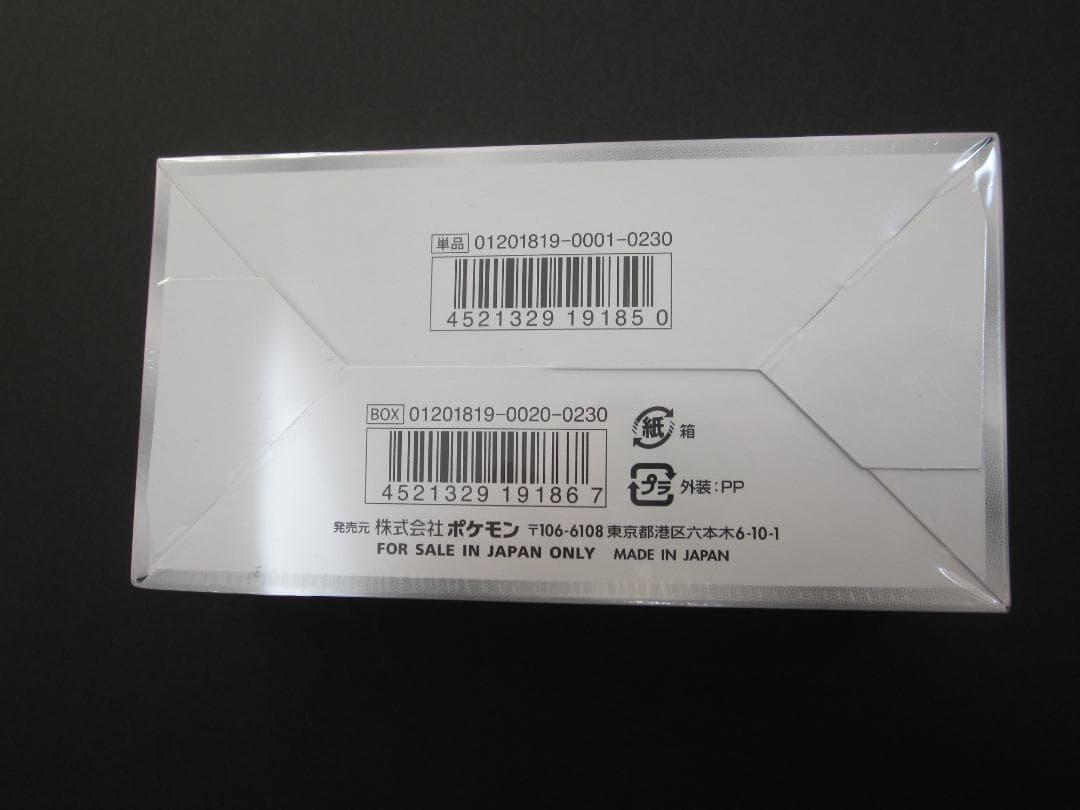 単品 01201819-0001-0230
4521329 19185 0
BOX 01201819-0020-0230
4521329 19186 7
紙 箱
プラ 外装:PP
発売元 株式会社 ポケモン 〒106-6108 東京都港区六本木6-10-1
FOR SALE IN JAPAN ONLY MADE IN JAPAN